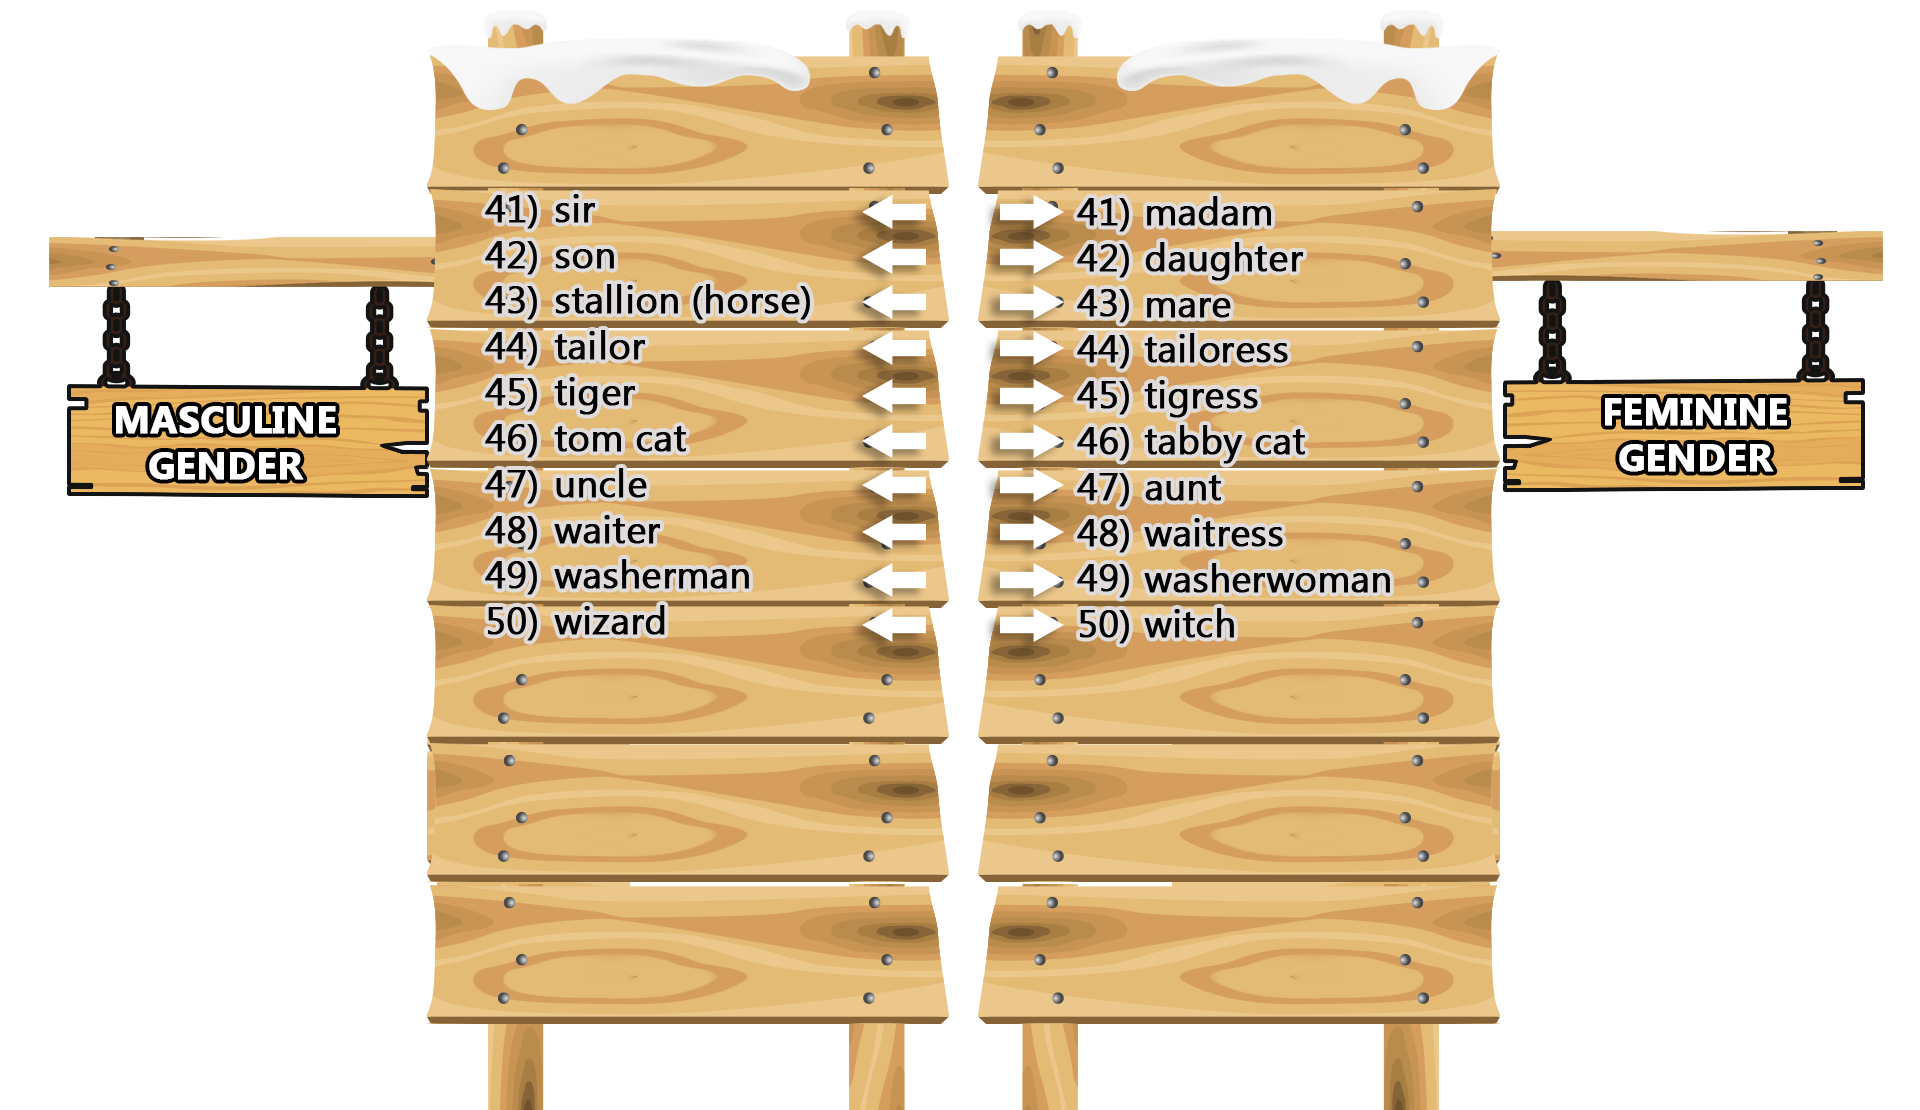 MASCULINE
GENDER
41) sir
42) son
43) stallion (horse)
44) tailor
45) tiger
46) tom cat
47) uncle
48) waiter
49) washerman
50) wizard
41) madam
42) daughter
43) mare
44) tailoress
45) tigress
46) tabby cat
47) aunt
48) waitress
49) washerwoman
50) witch
FEMININE
GENDER